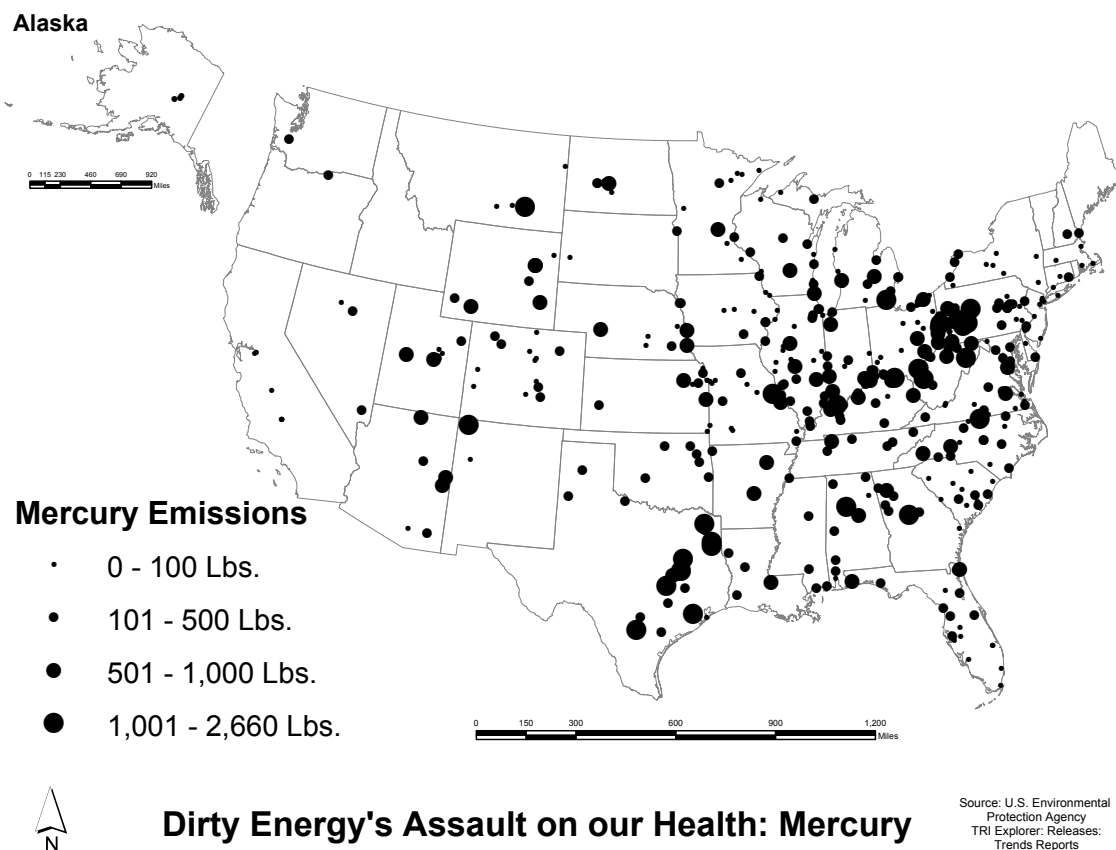 Alaska
0 115 230 460 690 920
Miles
Mercury Emissions
0 - 100 Lbs.
101 - 500 Lbs.
501 - 1,000 Lbs.
1,001 - 2,660 Lbs.
0 150 300 600 900 1,200
Miles
N
Dirty Energy's Assault on our Health: Mercury
Source: U.S. Environmental
Protection Agency
TRI Explorer: Releases:
Trends Reports